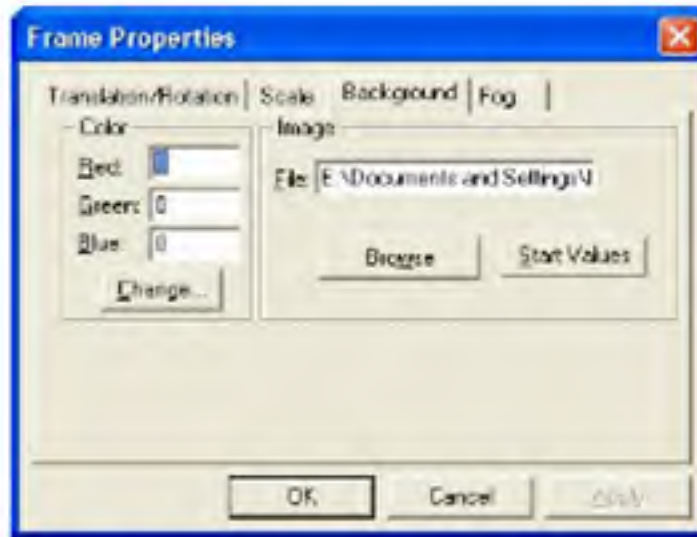 Frame Properties
Translation/Rotation Scale Background Fog
Color
Red:
Green: 0
Blue: 0
Change...
Image
File: E:\Documents and Settings\
Browse Start Values
OK Cancel Apply